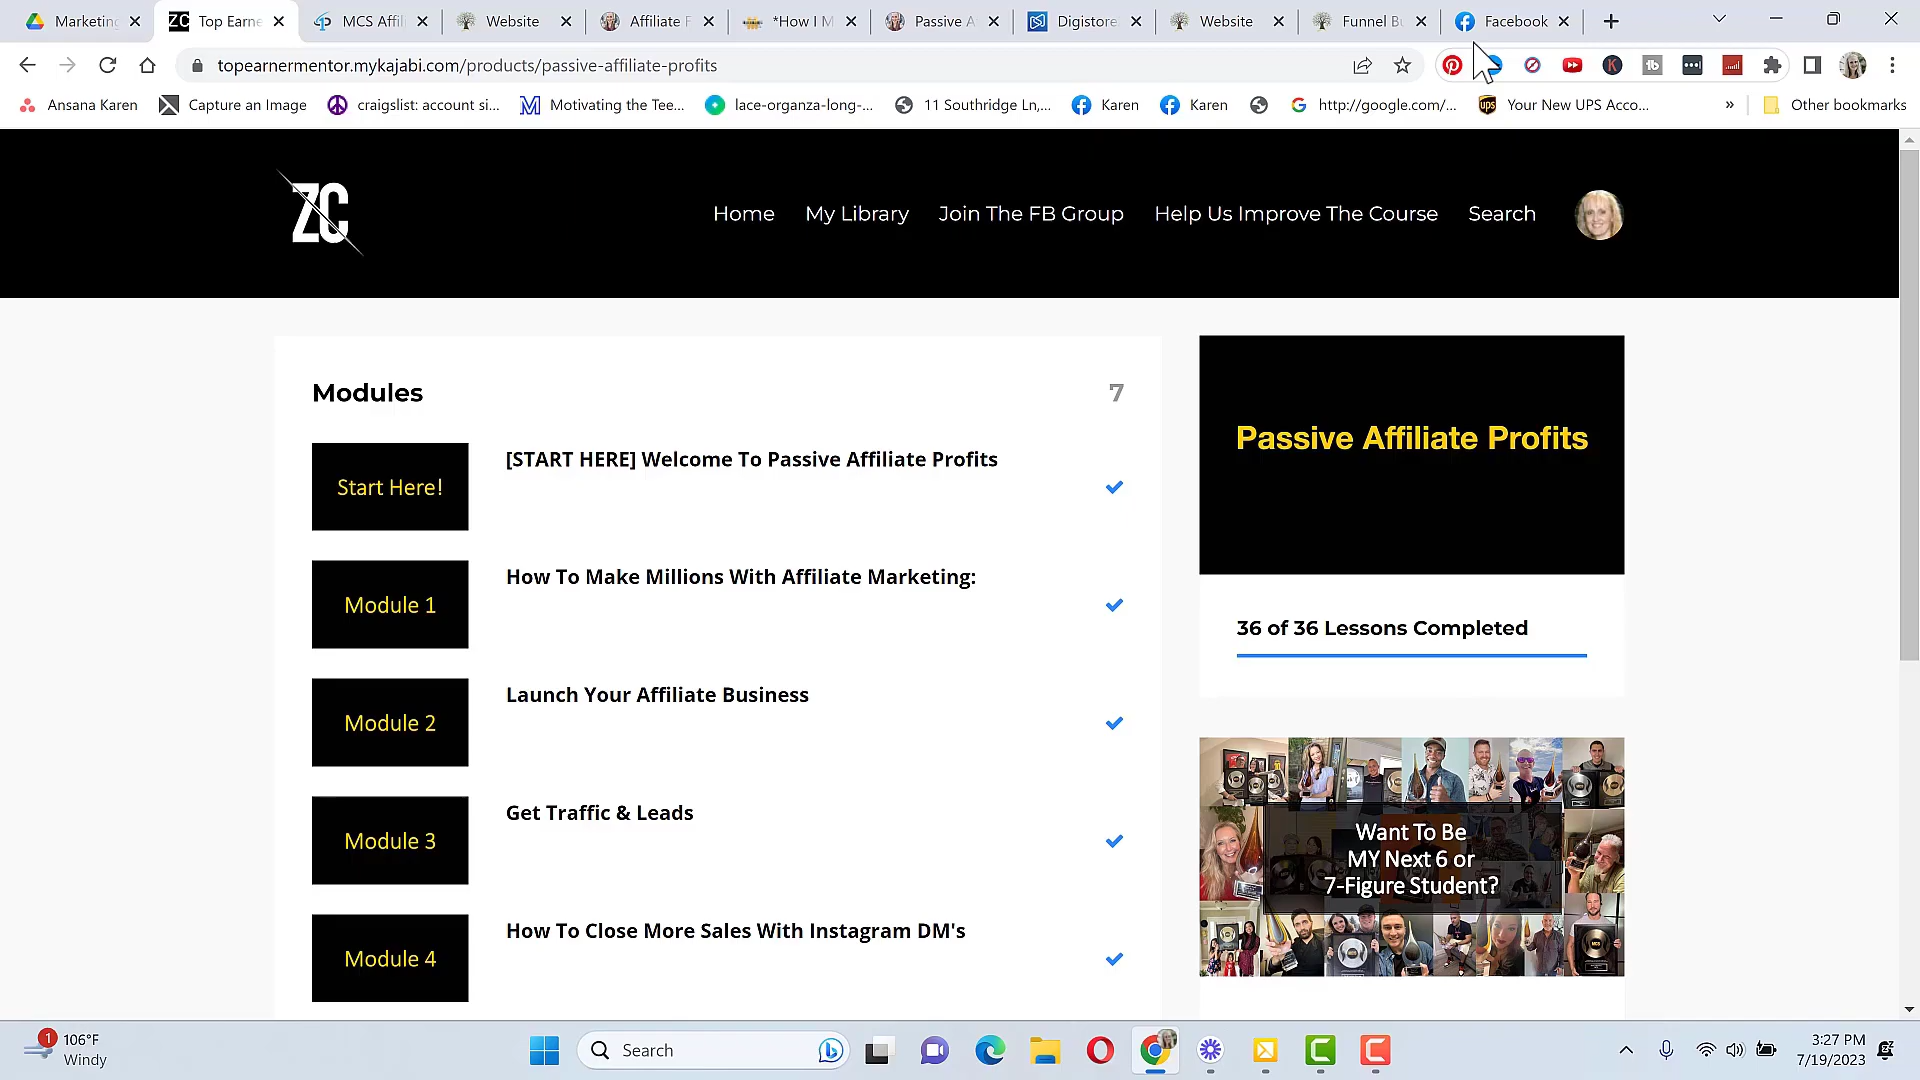 Marketing
Top Earne
MCS Affil
Website
Affiliate F
*How I M
Passive A
Digistore
Website
Funnel Bu
Facebook
topearnermentor.mykajabi.com/products/passive-affiliate-profits
Ansana Karen
Capture an Image
craigslist: account si...
Motivating the Tee...
lace-organza-long-...
11 Southridge Ln,...
Karen
Karen
http://google.com/...
Your New UPS Acco...
»
Other bookmarks
ZC
Home
My Library
Join The FB Group
Help Us Improve The Course
Search
Modules
7
Start Here!
[START HERE] Welcome To Passive Affiliate Profits
Module 1
How To Make Millions With Affiliate Marketing:
Module 2
Launch Your Affiliate Business
Module 3
Get Traffic & Leads
Module 4
How To Close More Sales With Instagram DM's
Passive Affiliate Profits
36 of 36 Lessons Completed
Want To Be
MY Next 6 or
7-Figure Student?
1
106°F
Windy
Search
3:27 PM
7/19/2023